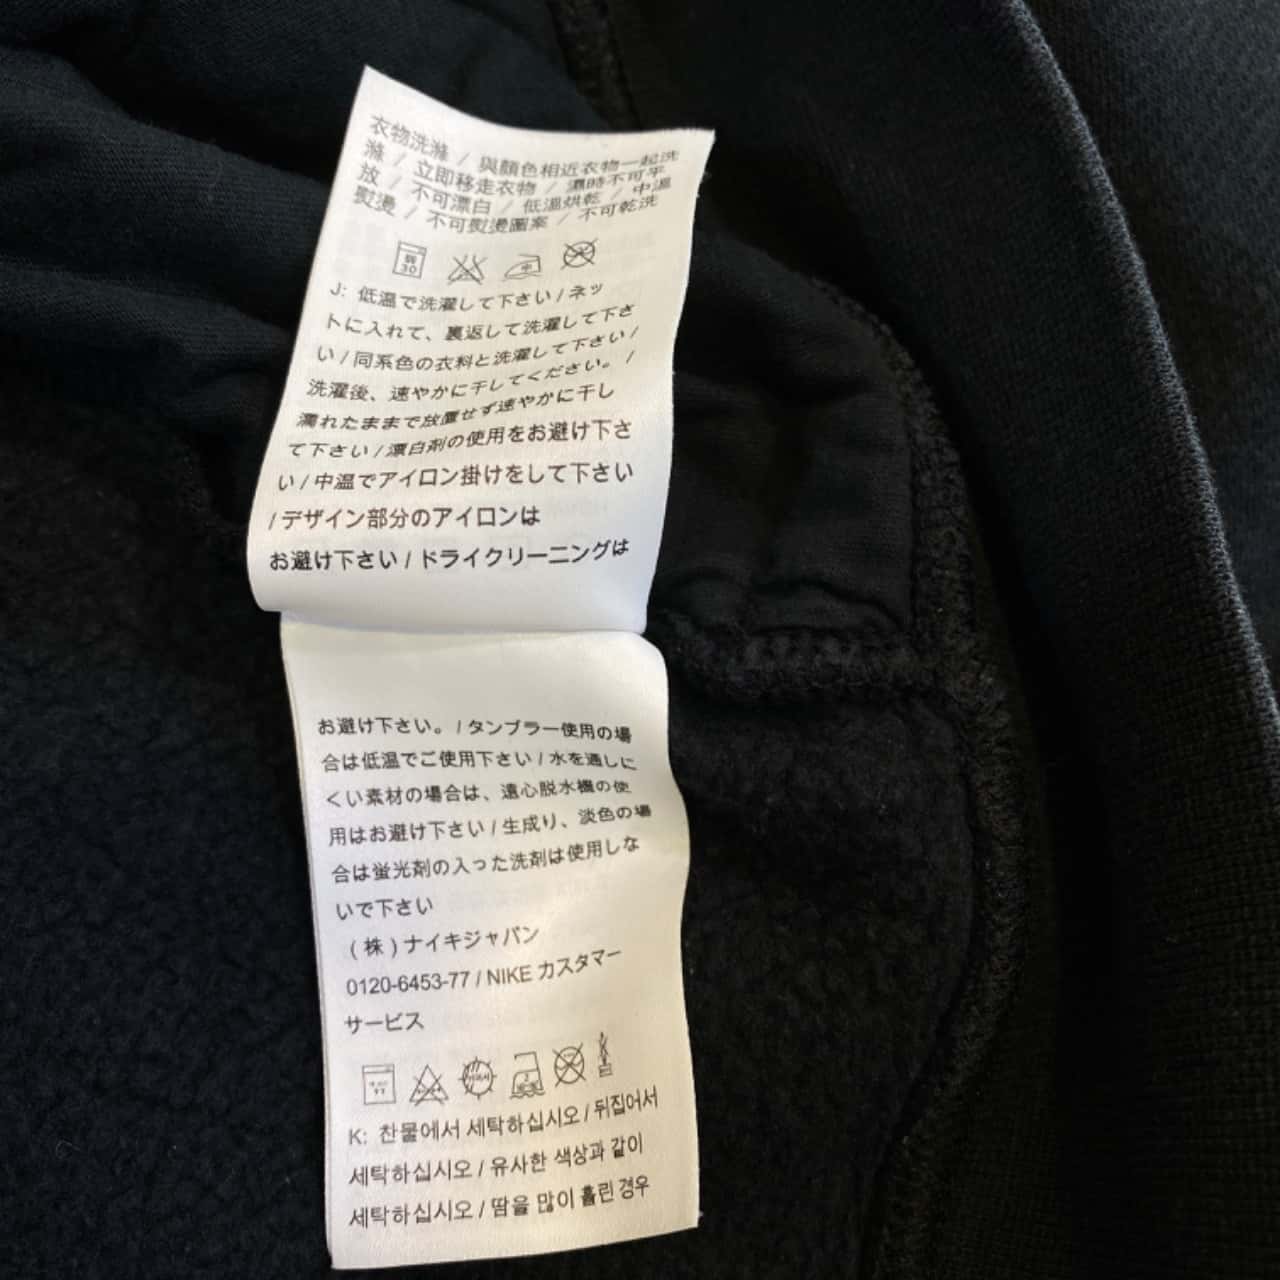 衣物洗滌 / 與顏色相近衣物一起洗
滌 / 立即移走衣物 / 濕時不可平
放 / 不可漂白 / 低溫烘乾 / 中溫
熨燙 / 不可熨燙圖案 / 不可乾洗
弱
30
中
J: 低温で洗濯して下さい / ネッ
トに入れて、裏返して洗濯して下さ
い / 同系色の衣料と洗濯して下さい /
洗濯後、速やかに干してください。 /
濡れたままで放置せず速やかに干し
て下さい / 漂白剤の使用をお避け下さ
い / 中温でアイロン掛けをして下さい
/ デザイン部分のアイロンは
お避け下さい / ドライクリーニングは
お避け下さい。 / タンブラー使用の場
合は低温でご使用下さい / 水を通しに
くい素材の場合は、遠心脱水機の使
用はお避け下さい / 生成り、淡色の場
合は蛍光剤の入った洗剤は使用しな
いで下さい
(株) ナイキジャパン
0120-6453-77 / NIKE カスタマー
サービス
K: 찬물에서 세탁하십시오 / 뒤집어서
세탁하십시오 / 유사한 색상과 같이
세탁하십시오 / 땀을 많이 흘린 경우